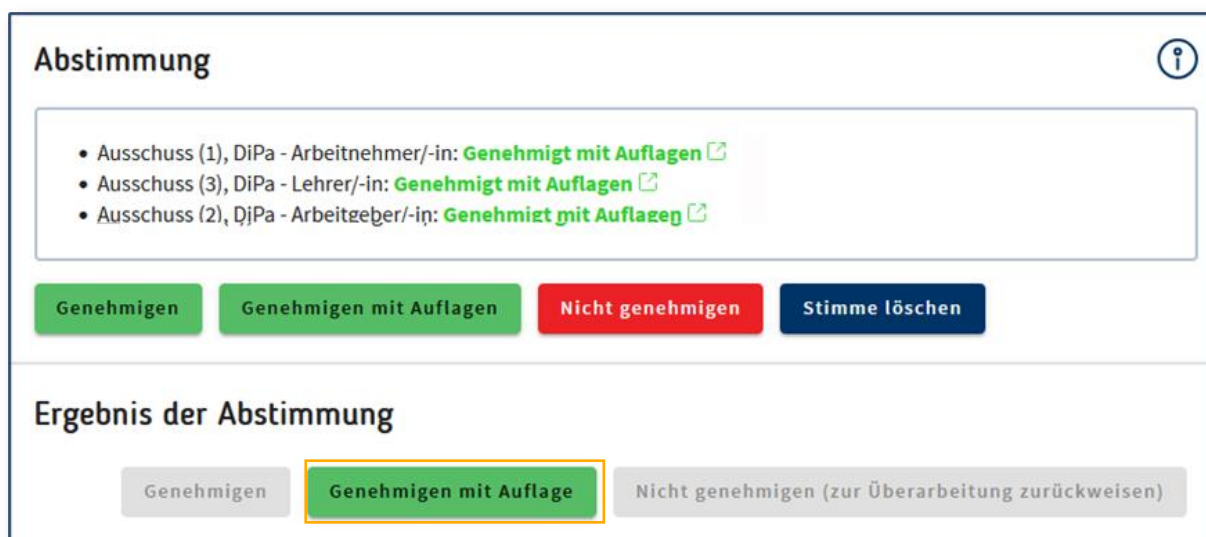 Abstimmung
• Ausschuss (1), DiPa - Arbeitnehmer/-in: Genehmigt mit Auflagen
• Ausschuss (3), DiPa - Lehrer/-in: Genehmigt mit Auflagen
• Ausschuss (2), DiPa - Arbeitgeber/-in: Genehmigt mit Auflagen
Genehmigen Genehmigen mit Auflagen Nicht genehmigen Stimme löschen
Ergebnis der Abstimmung
Genehmigen Genehmigen mit Auflage Nicht genehmigen (zur Überarbeitung zurückweisen)